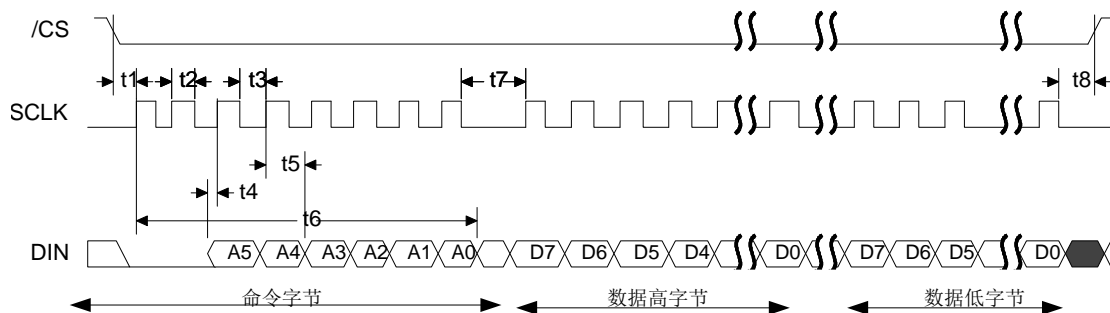 /CS
t1 t2 t3 t7 t8
SCLK
t5
t4
t6
DIN A5 A4 A3 A2 A1 A0 D7 D6 D5 D4 D0 D7 D6 D5 D0
命令字节 数据高字节 数据低字节